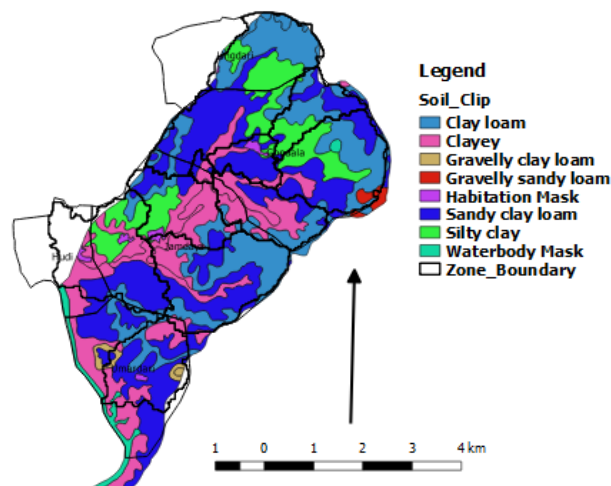 Legend
Soil_Clip
Clay loam
Clayey
Gravelly clay loam
Gravelly sandy loam
Habitation Mask
Sandy clay loam
Silty clay
Waterbody Mask
Zone_Boundary
Hudi
1 0 1 2 3 4 km